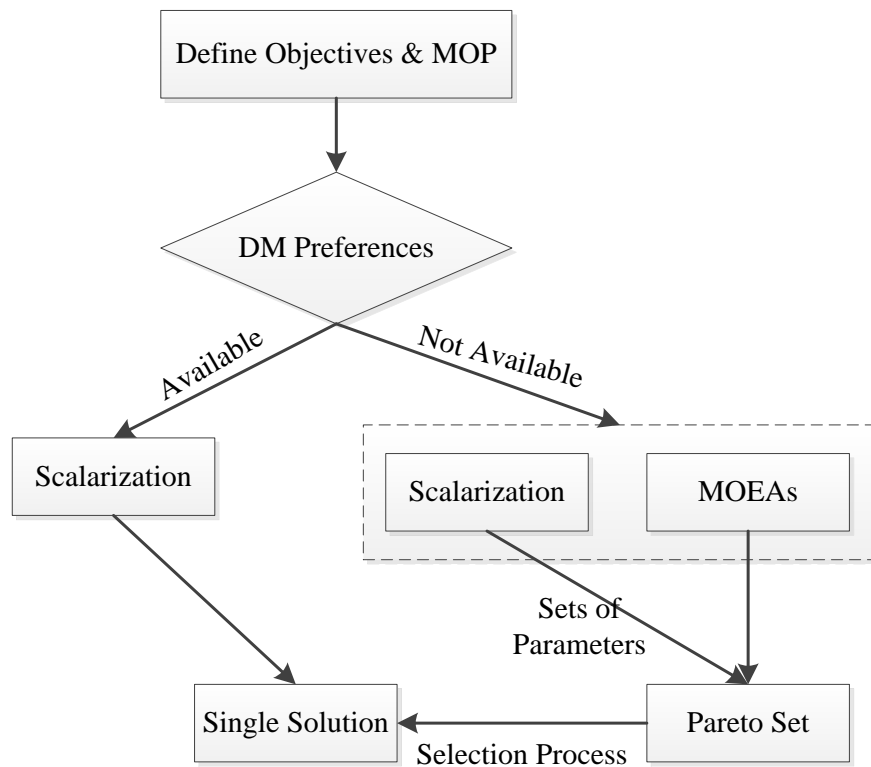 Define Objectives & MOP
DM Preferences
Available
Not Available
Scalarization
Scalarization
MOEAs
Sets of
Parameters
Single Solution
Pareto Set
Selection Process